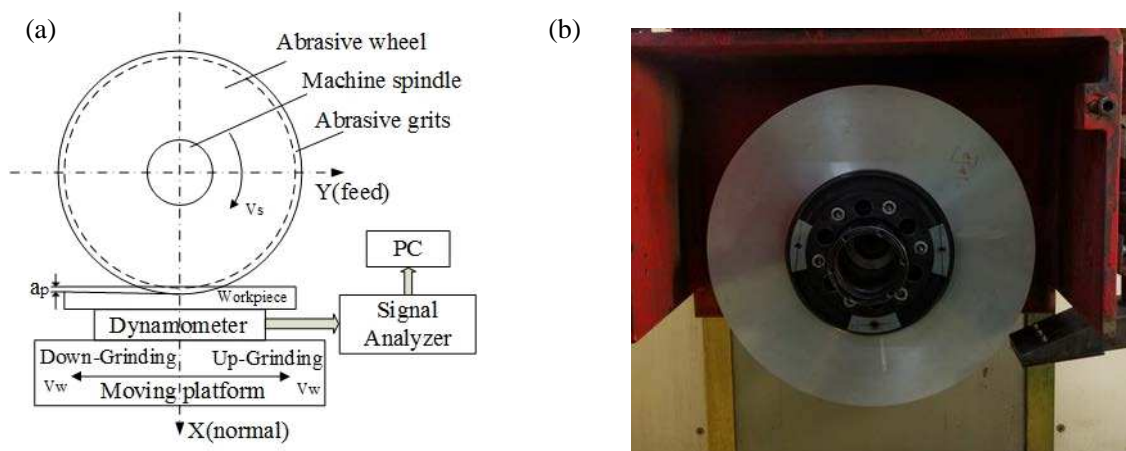 (a)
(b)
Abrasive wheel
Machine spindle
Abrasive grits
Y(feed)
Vs
PC
ap
Workpiece
Dynamometer
Signal
Analyzer
Down-Grinding Up-Grinding
Vw Moving platform Vw
X(normal)